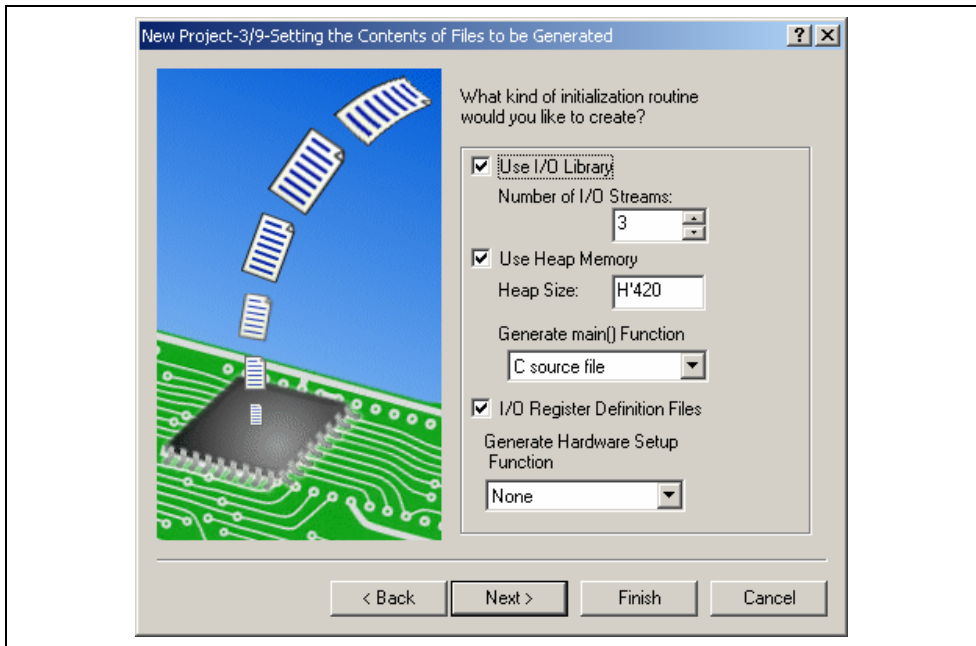 New Project-3/9-Setting the Contents of Files to be Generated
What kind of initialization routine
would you like to create?
Use I/O Library
Number of I/O Streams:
3
Use Heap Memory
Heap Size: H'420
Generate main() Function
C source file
I/O Register Definition Files
Generate Hardware Setup
Function
None
< Back Next > Finish Cancel